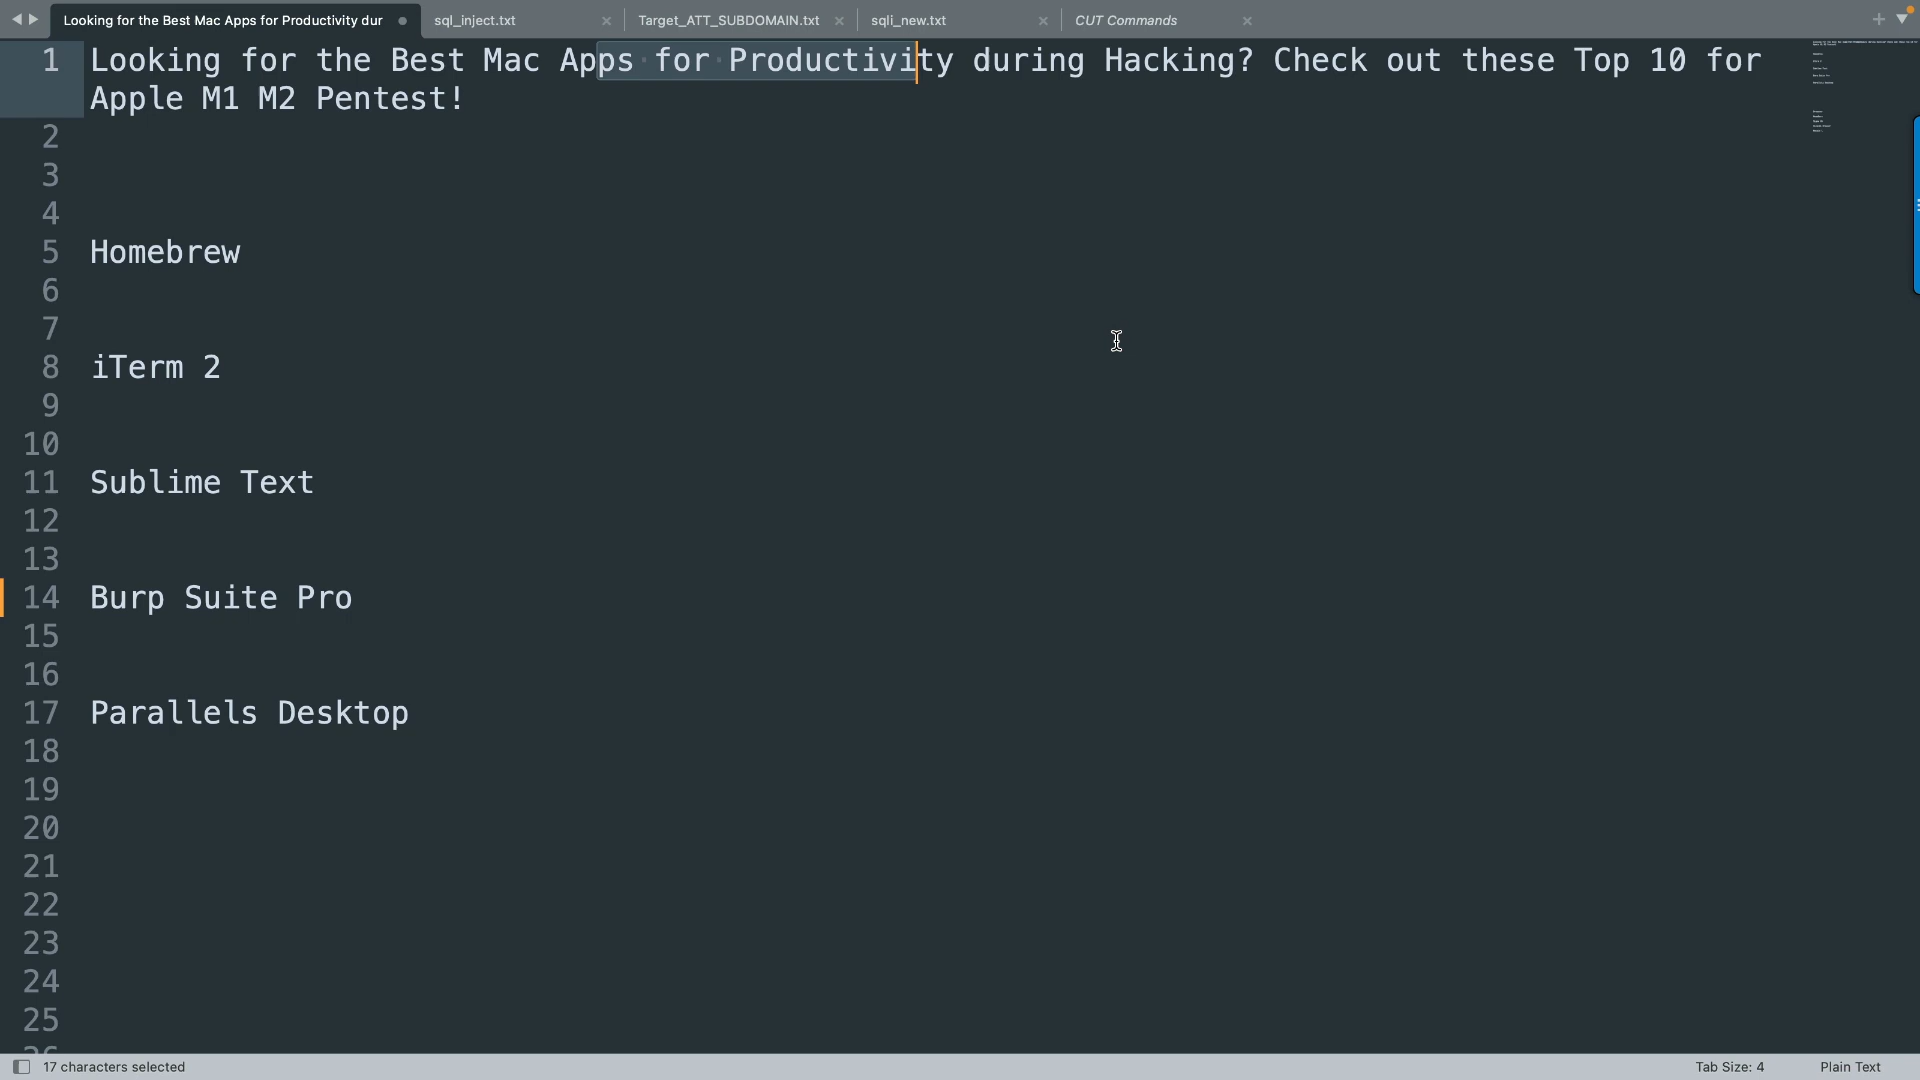 Looking for the Best Mac Apps for Productivity dur
sql_inject.txt
Target_ATT_SUBDOMAIN.txt
sqli_new.txt
CUT Commands
1 Looking for the Best Mac Apps for Productivity during Hacking? Check out these Top 10 for
Apple M1 M2 Pentest!
2
3
4
5 Homebrew
6
7
8 iTerm 2
9
10
11 Sublime Text
12
13
14 Burp Suite Pro
15
16
17 Parallels Desktop
18
19
20
21
22
23
24
25
17 characters selected
Tab Size: 4
Plain Text